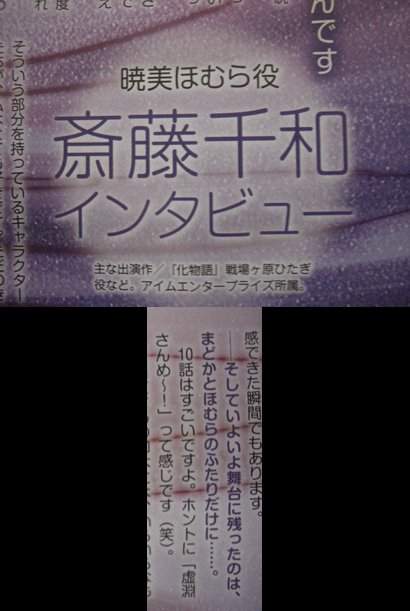 んです
暁美ほむら役
斎藤千和
インタビュー
主な出演作／『化物語』戦場ヶ原ひたぎ
役など。アイムエンタープライズ所属。
そういう部分を持っているキャラクター
感できた瞬間でもあります。
――そしていよいよ舞台に残ったのは、
まどかとほむらのふたりだけに……。
10話はすごいですよ。ホントに「虚淵
さんめ〜！」って感じです（笑）。